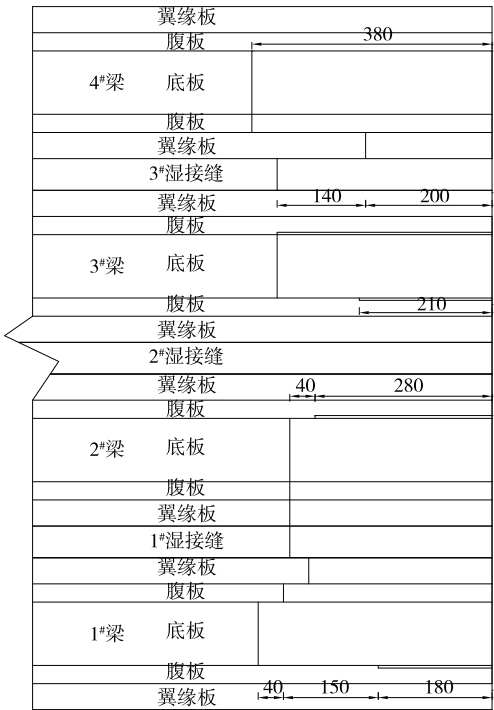 翼缘板
腹板 380
4#梁 底板
腹板
翼缘板
3#湿接缝
翼缘板 140 200
腹板
3#梁 底板
腹板 210
翼缘板
2#湿接缝
翼缘板 40 280
腹板
2#梁 底板
腹板
翼缘板
1#湿接缝
翼缘板
腹板
1#梁 底板
腹板
翼缘板 40 150 180